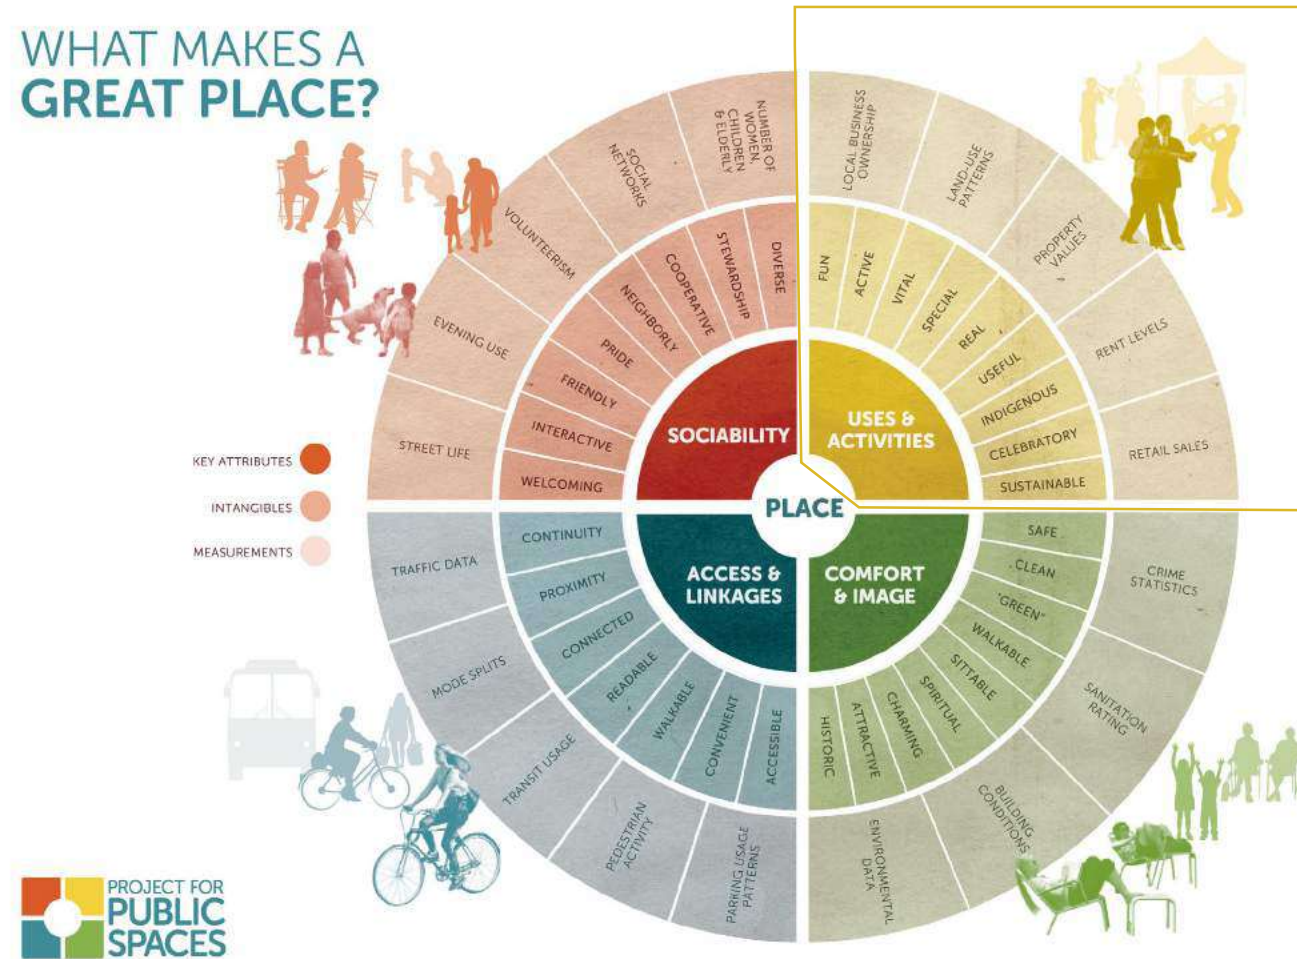 WHAT MAKES A
GREAT PLACE?
KEY ATTRIBUTES
INTANGIBLES
MEASUREMENTS
PLACE
SOCIABILITY
WELCOMING
INTERACTIVE
FRIENDLY
PRIDE
NEIGHBORLY
COOPERATIVE
STEWARDSHIP
DIVERSE
STREET LIFE
EVENING USE
VOLUNTEERISM
SOCIAL
NETWORKS
NUMBER OF
WOMEN,
CHILDREN
& ELDERLY
USES &
ACTIVITIES
FUN
ACTIVE
VITAL
SPECIAL
REAL
USEFUL
INDIGENOUS
CELEBRATORY
SUSTAINABLE
LOCAL BUSINESS
OWNERSHIP
LAND-USE
PATTERNS
PROPERTY
VALUES
RENT LEVELS
RETAIL SALES
COMFORT
& IMAGE
SAFE
CLEAN
"GREEN"
WALKABLE
SITTABLE
SPIRITUAL
CHARMING
ATTRACTIVE
HISTORIC
CRIME
STATISTICS
SANITATION
RATING
BUILDING
CONDITIONS
ENVIRONMENTAL
DATA
ACCESS &
LINKAGES
CONTINUITY
PROXIMITY
CONNECTED
READABLE
WALKABLE
CONVENIENT
ACCESSIBLE
TRAFFIC DATA
MODE SPLITS
TRANSIT USAGE
PEDESTRIAN
ACTIVITY
PARKING USAGE
PATTERNS
PROJECT FOR
PUBLIC
SPACES